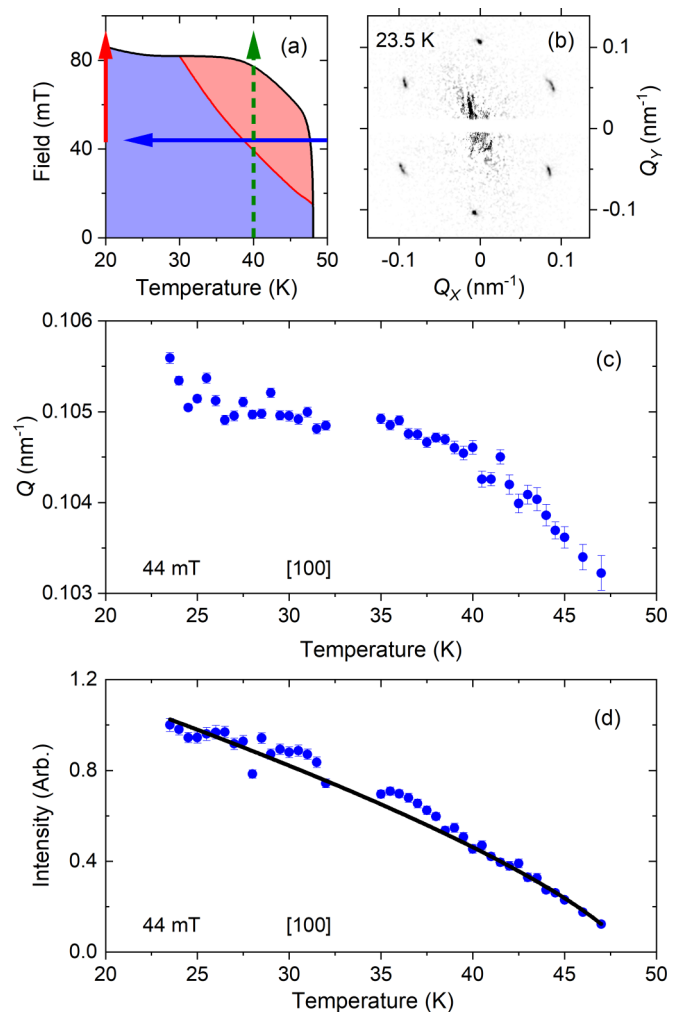 (a)
80
40
0
Field (mT)
20 30 40 50
Temperature (K)
23.5 K (b)
0.1
0
-0.1
Q_Y (nm⁻¹)
-0.1 0 0.1
Q_X (nm⁻¹)
0.106
0.105
0.104
0.103
Q (nm⁻¹)
(c)
44 mT [100]
20 25 30 35 40 45 50
Temperature (K)
1.2
0.8
0.4
0.0
Intensity (Arb.)
(d)
44 mT [100]
20 25 30 35 40 45 50
Temperature (K)